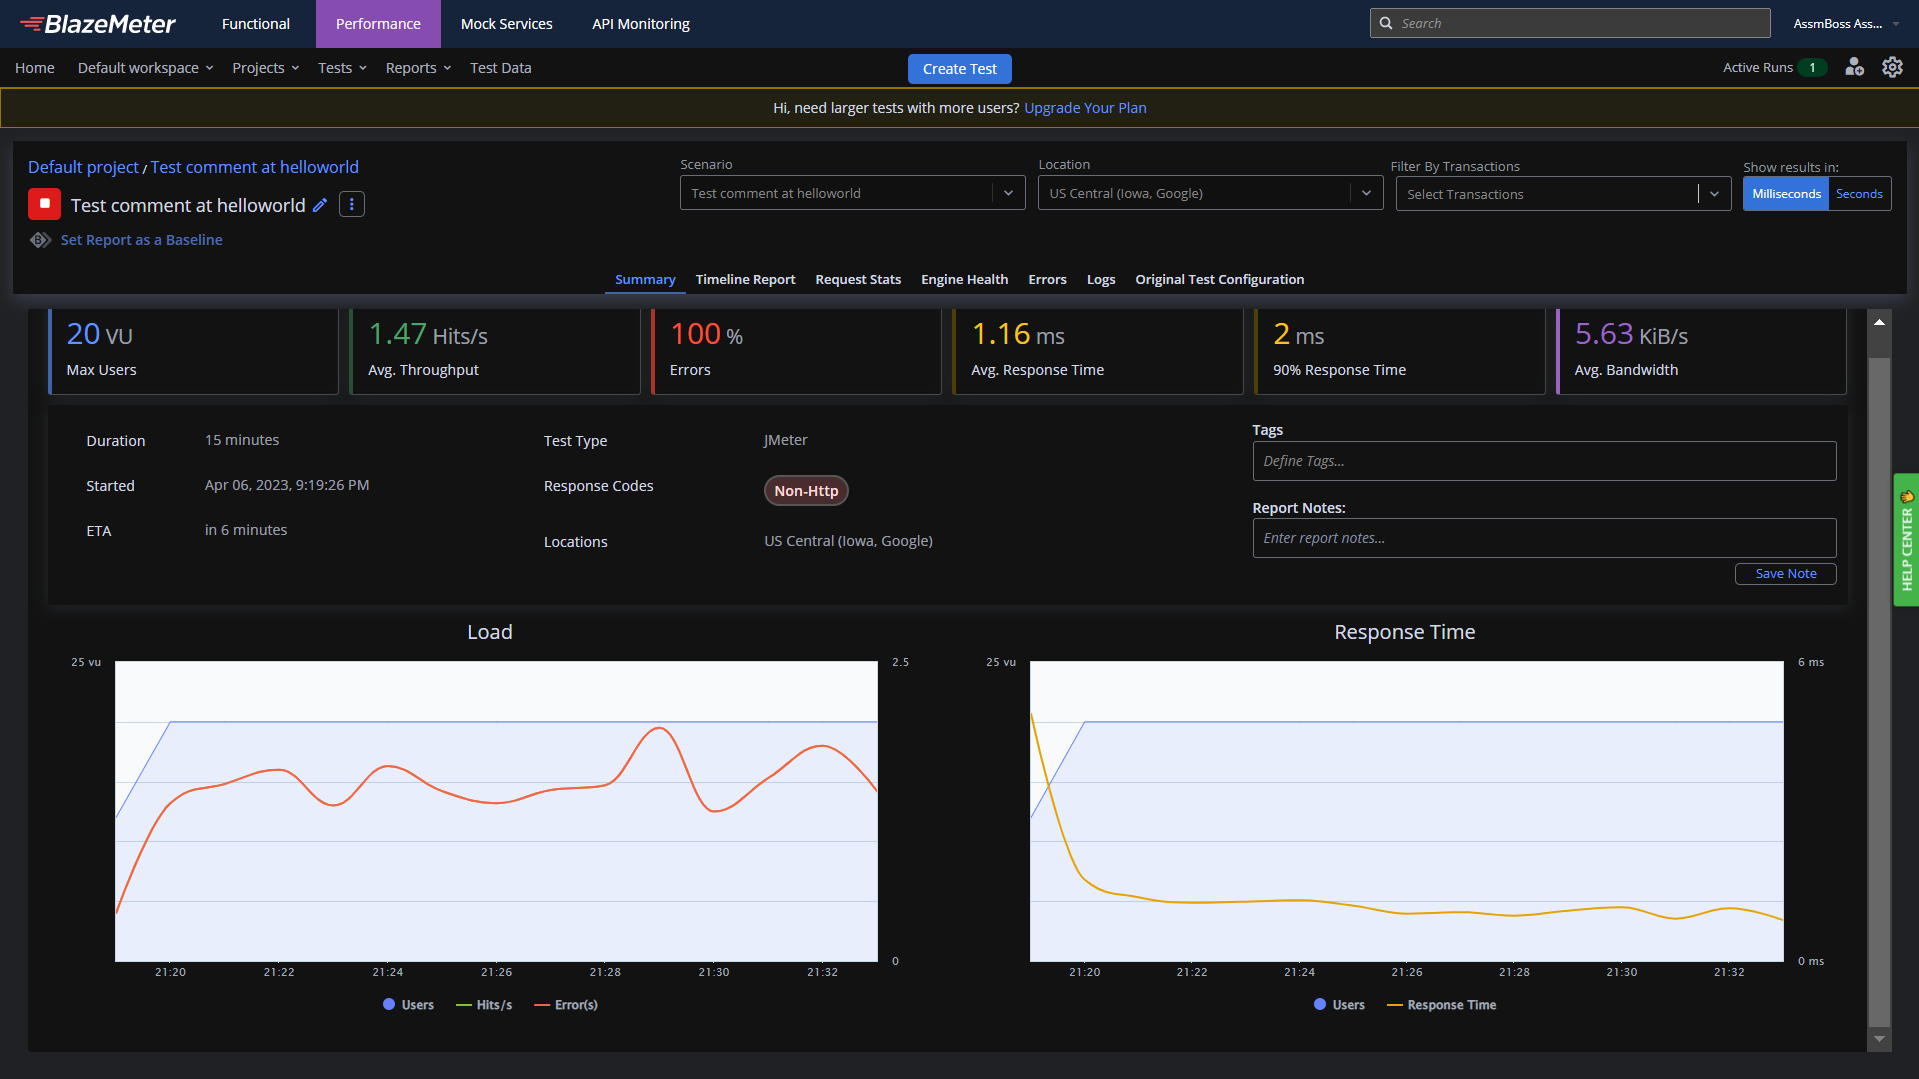 BlazeMeter
Functional
Performance
Mock Services
API Monitoring
Search
AssmBoss Ass...
Home
Default workspace
Projects
Tests
Reports
Test Data
Create Test
Active Runs 1
Hi, need larger tests with more users? Upgrade Your Plan
Default project / Test comment at helloworld
Test comment at helloworld
Set Report as a Baseline
Scenario
Test comment at helloworld
Location
US Central (Iowa, Google)
Filter By Transactions
Select Transactions
Show results in:
Milliseconds
Seconds
Summary
Timeline Report
Request Stats
Engine Health
Errors
Logs
Original Test Configuration
20 VU
Max Users
1.47 Hits/s
Avg. Throughput
100 %
Errors
1.16 ms
Avg. Response Time
2 ms
90% Response Time
5.63 KiB/s
Avg. Bandwidth
Duration
15 minutes
Started
Apr 06, 2023, 9:19:26 PM
ETA
in 6 minutes
Test Type
JMeter
Response Codes
Non-Http
Locations
US Central (Iowa, Google)
Tags
Define Tags...
Report Notes:
Enter report notes...
Save Note
HELP CENTER
Load
25 vu
2.5
0
21:20
21:22
21:24
21:26
21:28
21:30
21:32
Users
Hits/s
Error(s)
Response Time
25 vu
6 ms
0 ms
21:20
21:22
21:24
21:26
21:28
21:30
21:32
Users
Response Time